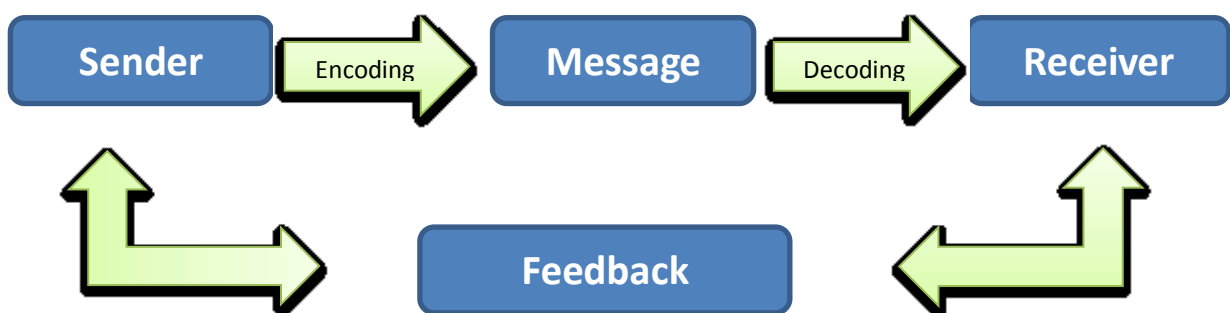 Sender
Encoding
Message
Decoding
Receiver
Feedback